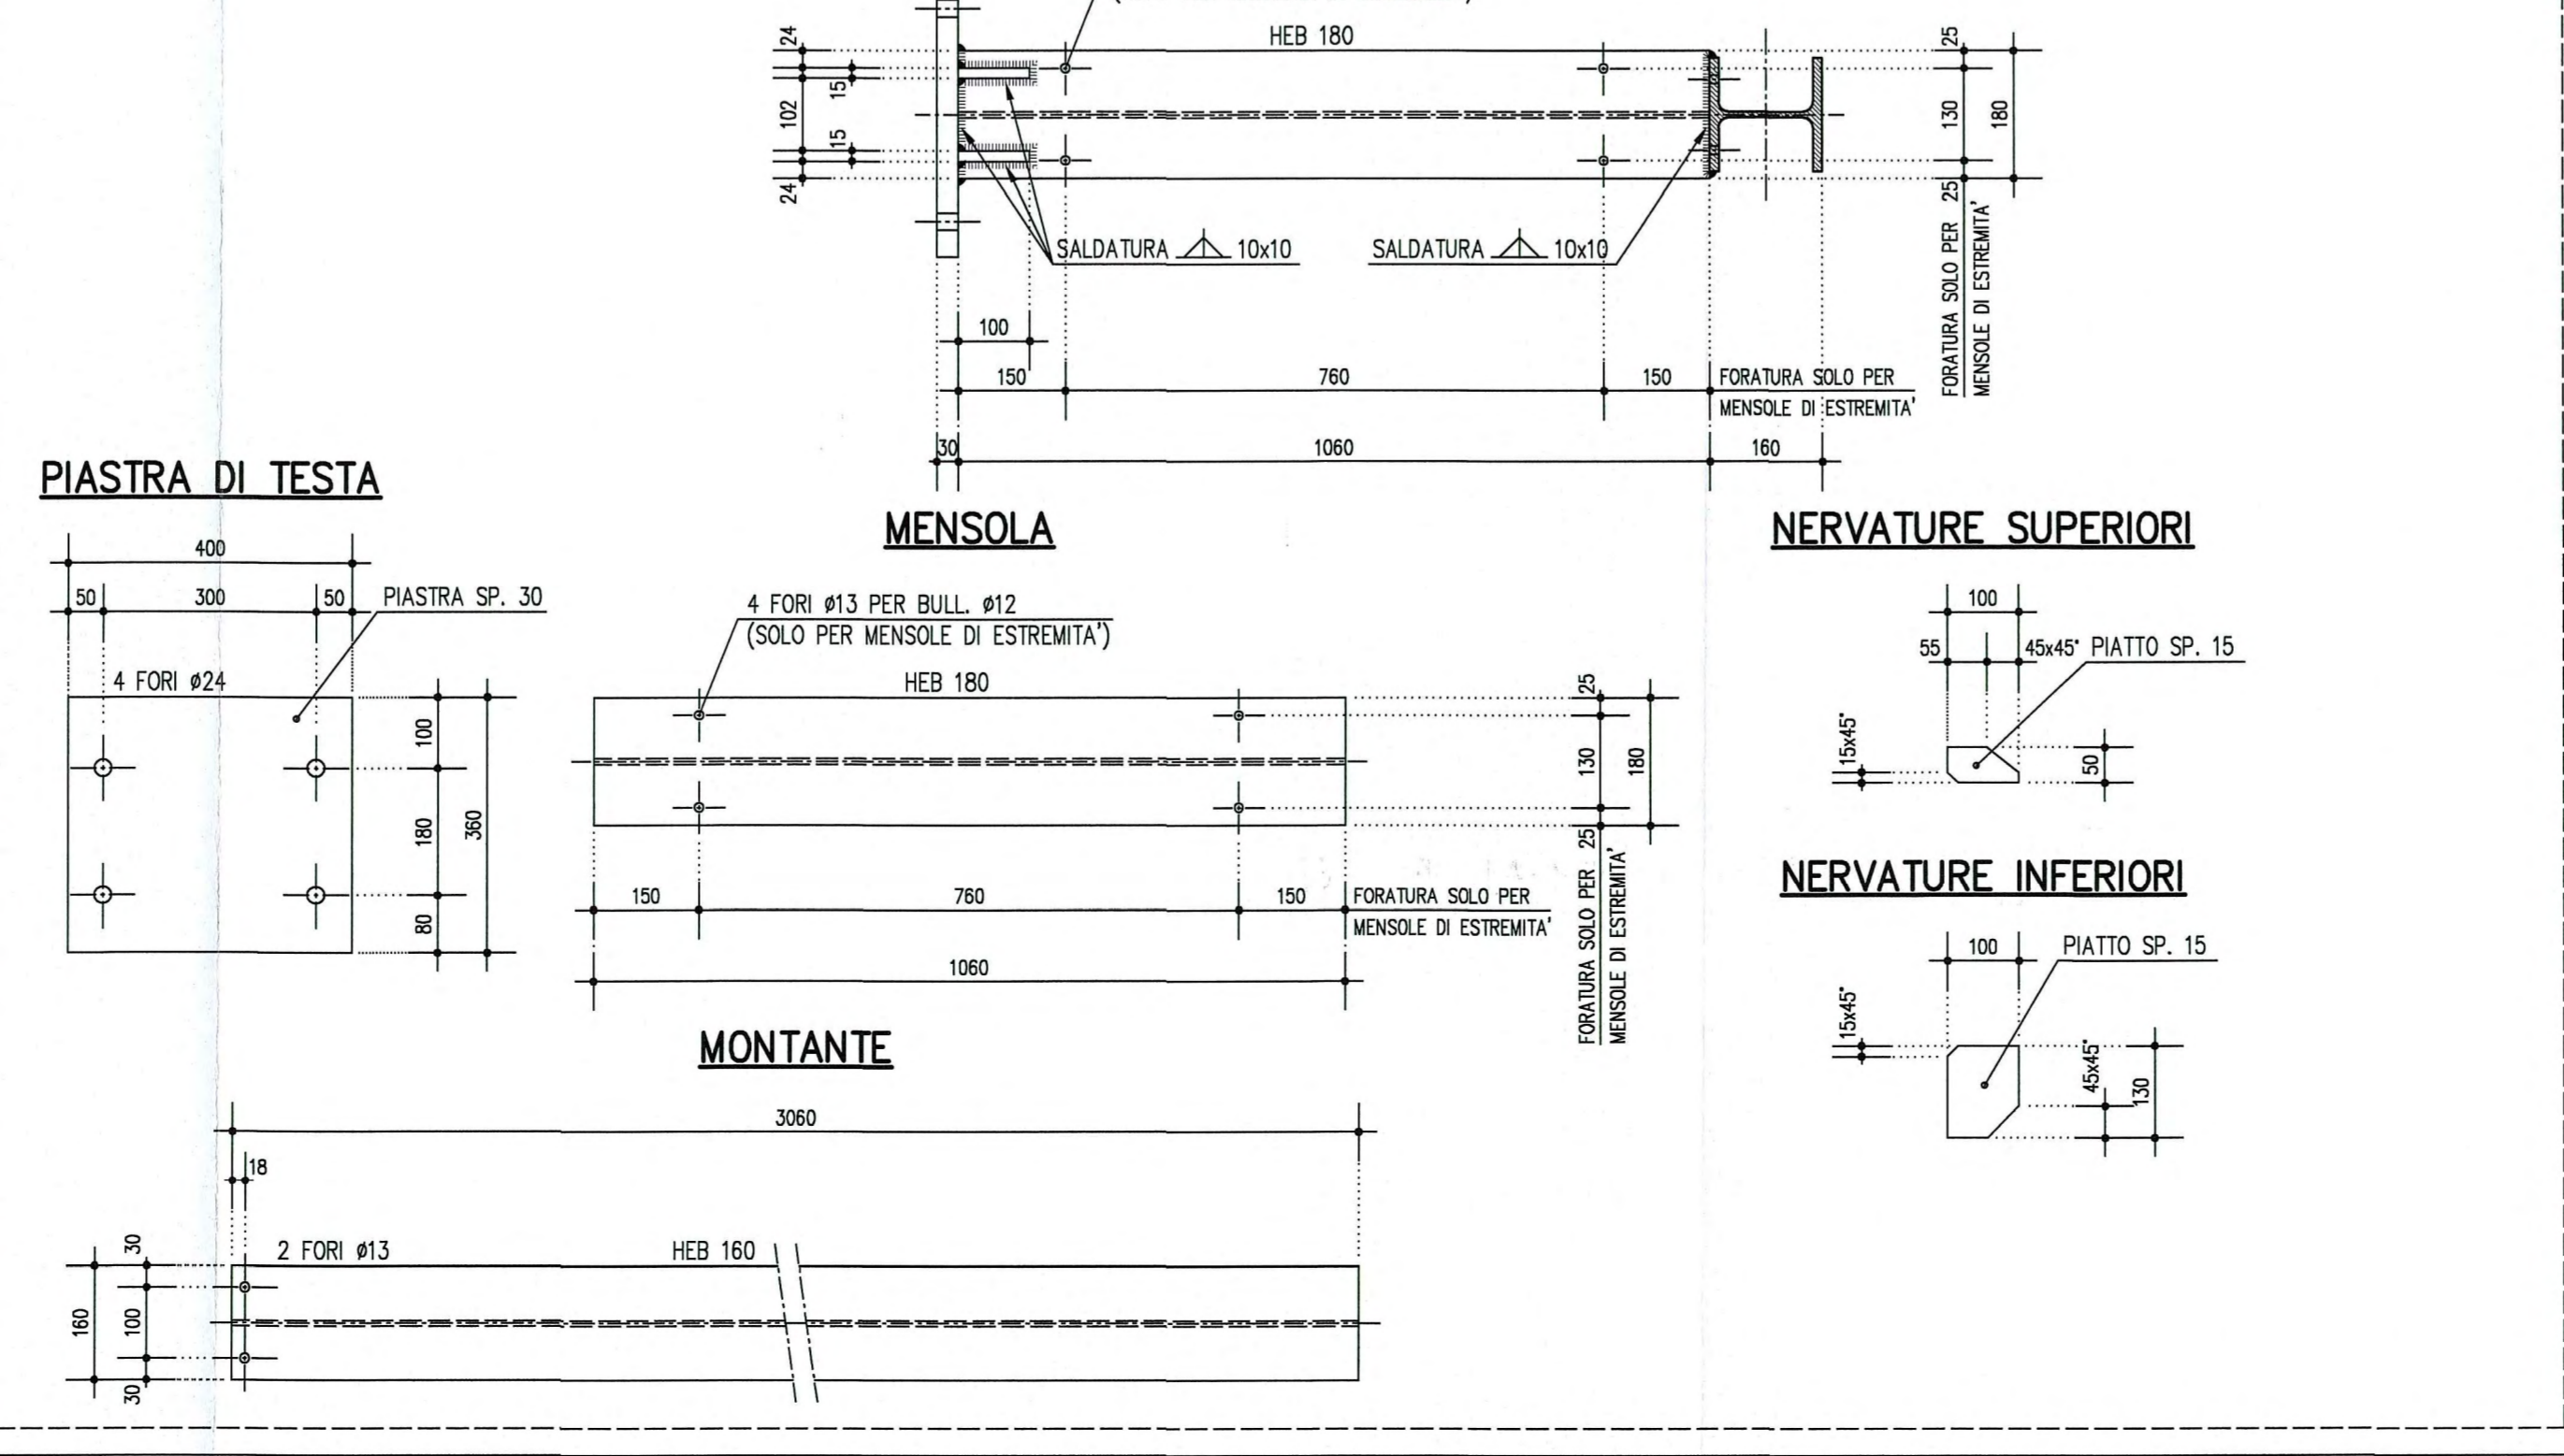 HEB 180
24
15
102
15
24
25
130
180
25
FORATURA SOLO PER
MENSOLE DI ESTREMITA'
SALDATURA 10x10
SALDATURA 10x10
100
150
760
150
FORATURA SOLO PER
MENSOLE DI ESTREMITA'
30
1060
160
PIASTRA DI TESTA
400
50
300
50
PIASTRA SP. 30
4 FORI ø24
100
180
80
360
MENSOLA
4 FORI ø13 PER BULL. ø12
(SOLO PER MENSOLE DI ESTREMITA')
HEB 180
25
130
180
25
FORATURA SOLO PER
MENSOLE DI ESTREMITA'
150
760
150
FORATURA SOLO PER
MENSOLE DI ESTREMITA'
1060
NERVATURE SUPERIORI
100
55
45x45°
PIATTO SP. 15
15x45°
50
NERVATURE INFERIORI
100
PIATTO SP. 15
15x45°
45x45°
130
MONTANTE
3060
18
2 FORI ø13
HEB 160
30
100
160
30